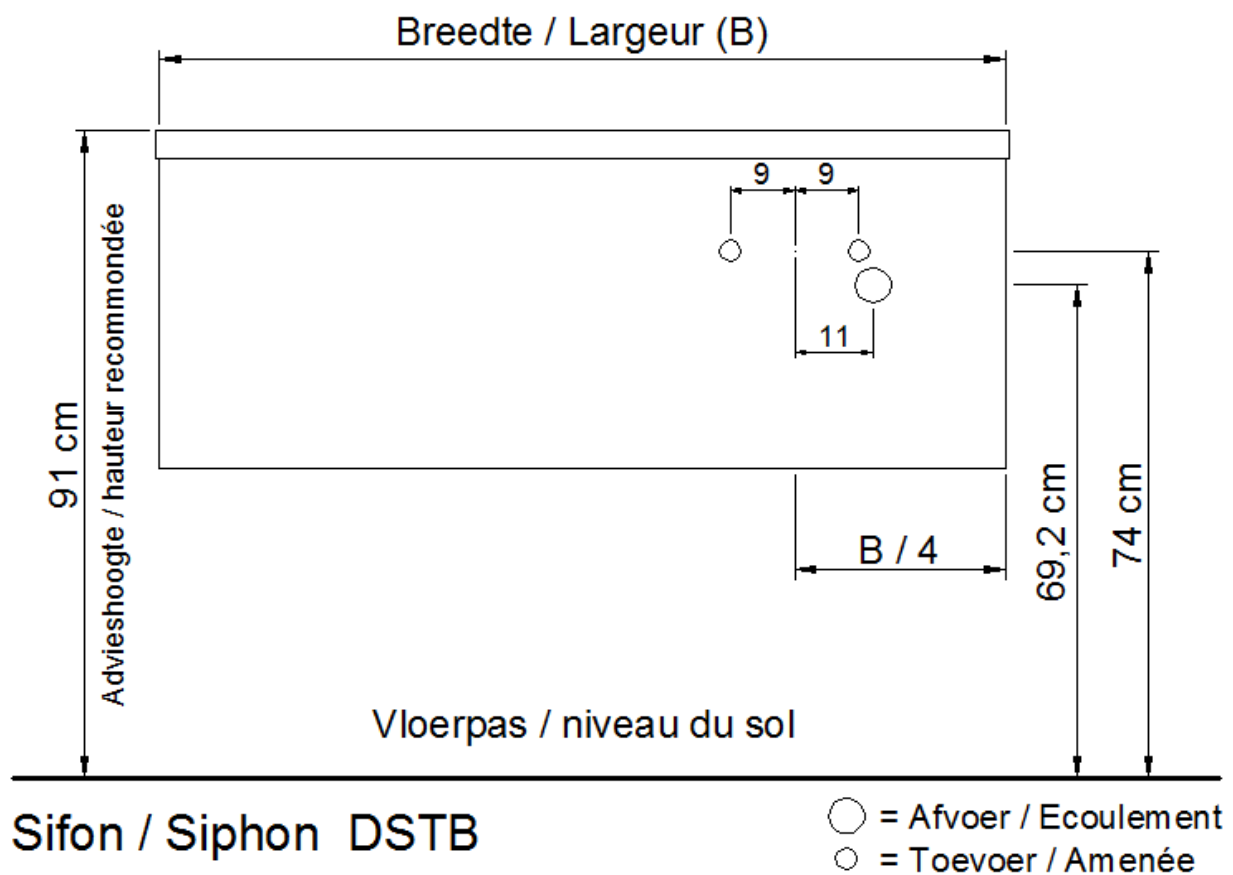 Breedte / Largeur (B)
9
9
11
91 cm
Advieshoogte / hauteur recommondée
B / 4
69,2 cm
74 cm
Vloerpas / niveau du sol
Sifon / Siphon DSTB
= Afvoer / Ecoulement
= Toevoer / Amenée